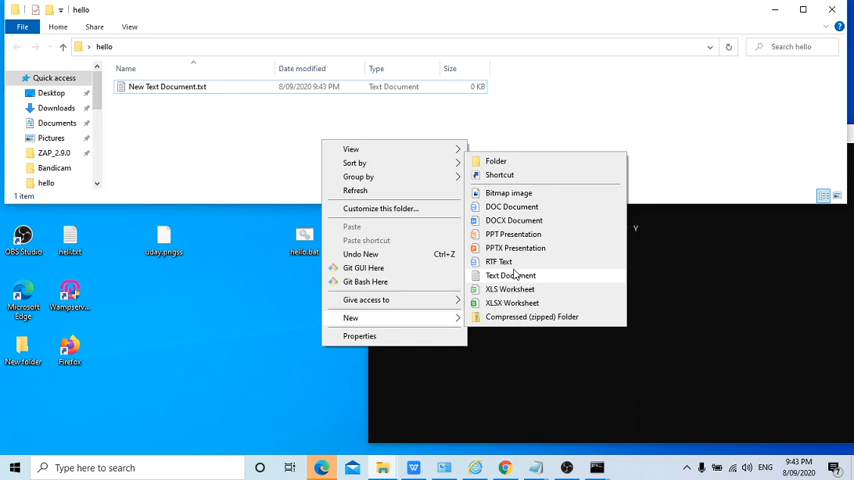 hello
File
Home
Share
View
hello
Search hello
Name
Date modified
Type
Size
Quick access
Desktop
Downloads
Documents
Pictures
ZAP_2.9.0
Bandicam
hello
New Text Document.txt
8/09/2020 9:43 PM
Text Document
0 KB
1 item
View
Sort by
Group by
Refresh
Customize this folder...
Paste
Paste shortcut
Undo New Ctrl+Z
Git GUI Here
Git Bash Here
Give access to
New
Properties
Folder
Shortcut
Bitmap image
DOC Document
DOCX Document
PPT Presentation
PPTX Presentation
RTF Text
Text Document
XLS Worksheet
XLSX Worksheet
Compressed (zipped) Folder
Y
OBS Studio
uday.pngss
hello.bat
Microsoft
Edge
Wampserv...
New folder
Firefox
Type here to search
ENG
9:43 PM
8/09/2020